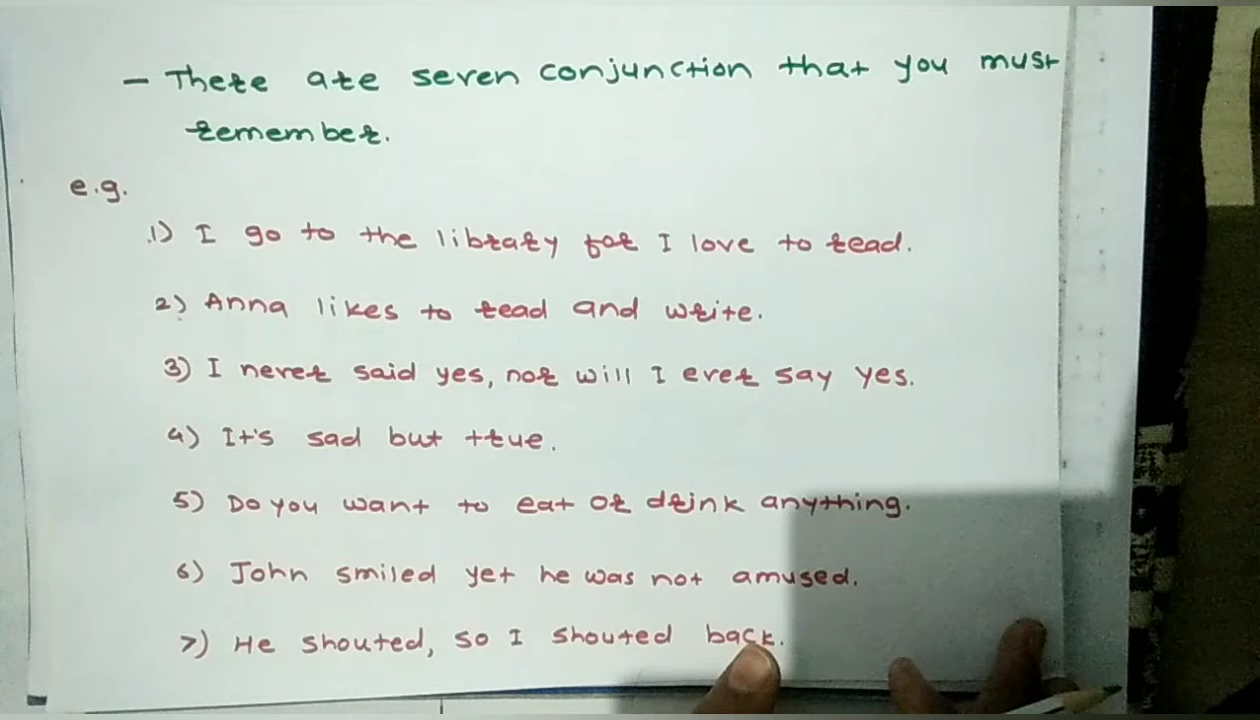 - There are seven conjunction that you must
remember.
e.g.
1) I go to the library for I love to read.
2) Anna likes to read and write.
3) I never said yes, nor will I ever say yes.
4) It's sad but true.
5) Do you want to eat or drink anything.
6) John smiled yet he was not amused.
7) He shouted, so I shouted back.